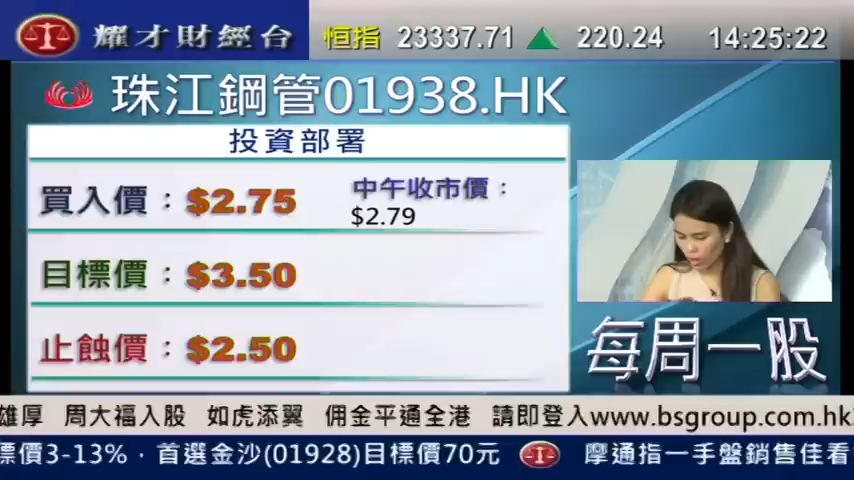 耀才財經台
恒指 23337.71 220.24 14:25:22
珠江鋼管01938.HK
投資部署
買入價：$2.75
中午收市價：
$2.79
目標價：$3.50
止蝕價：$2.50
每周一股
雄厚 周大福入股 如虎添翼 佣金平通全港 請即登入www.bsgroup.com.hk
標價3-13%，首選金沙(01928)目標價70元 摩通指一手盤銷售佳看